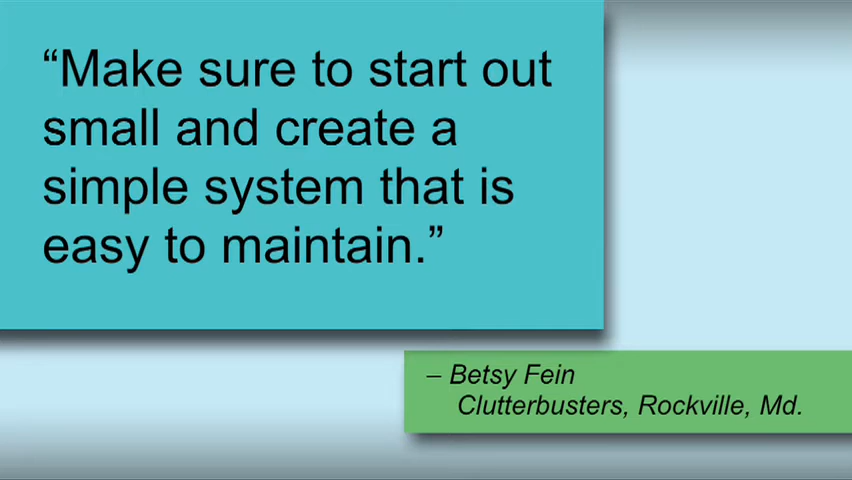 “Make sure to start out
small and create a
simple system that is
easy to maintain.”
– Betsy Fein
Clutterbusters, Rockville, Md.